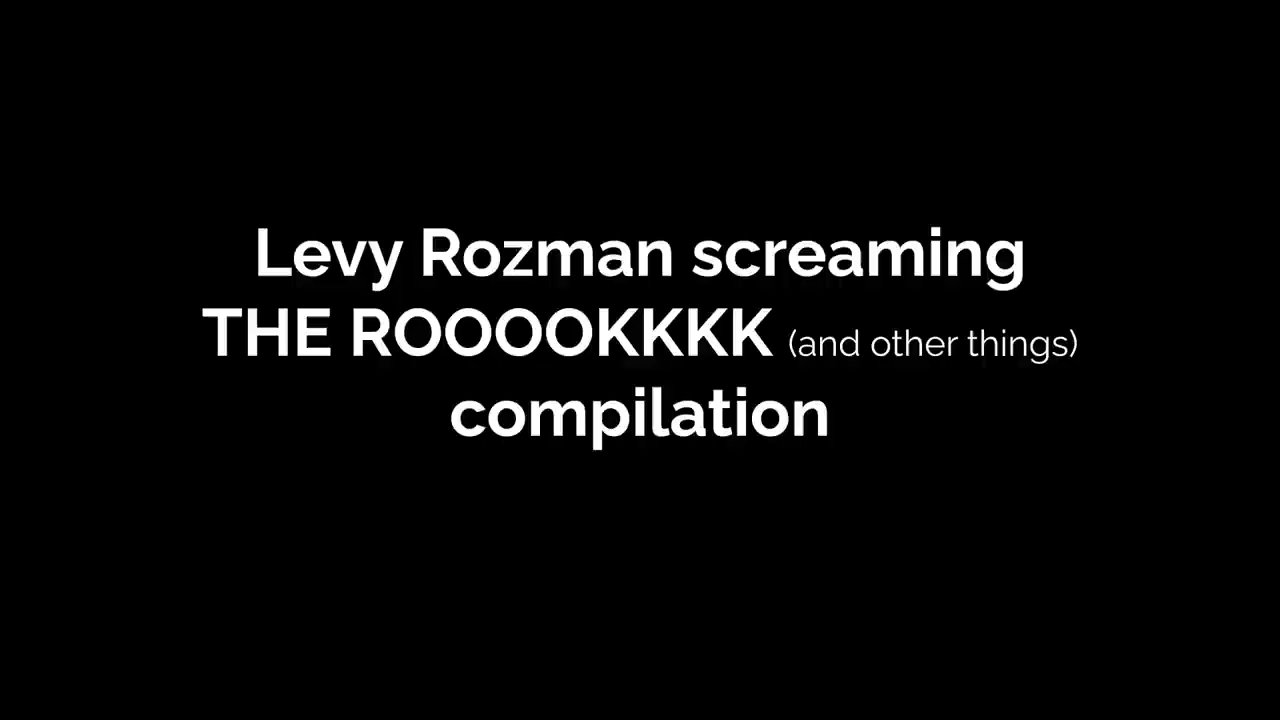 Levy Rozman screaming
THE ROOOOKKKK (and other things)
compilation